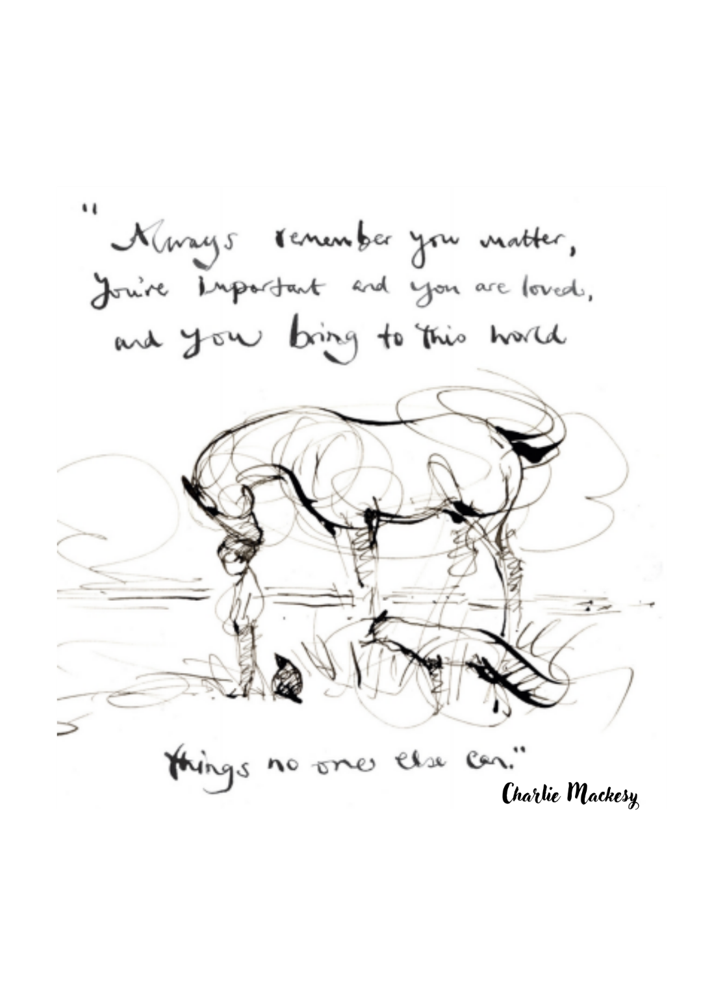 "Always remember you matter,
you're important and you are loved,
and you bring to this world
things no one else can."
Charlie Mackesy